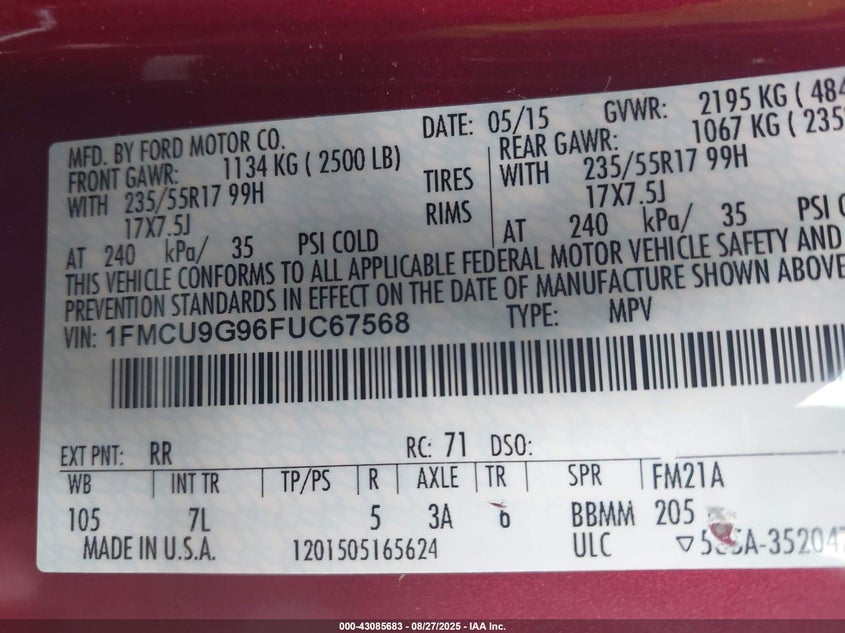 MFD. BY FORD MOTOR CO. DATE: 05/15 GVWR: 2195 KG ( 484
FRONT GAWR: 1134 KG ( 2500 LB) REAR GAWR: 1067 KG ( 235
WITH 235/55R17 99H TIRES WITH 235/55R17 99H
17X7.5J RIMS 17X7.5J
AT 240 kPa/ 35 PSI COLD AT 240 kPa/ 35 PSI
THIS VEHICLE CONFORMS TO ALL APPLICABLE FEDERAL MOTOR VEHICLE SAFETY AND
PREVENTION STANDARDS IN EFFECT ON THE DATE OF MANUFACTURE SHOWN ABOVE
VIN: 1FMCU9G96FUC67568 TYPE: MPV
EXT PNT: RR RC: 71 DSO:
WB INT TR TP/PS R AXLE TR SPR FM21A
105 7L 5 3A 6 BBMM 205
MADE IN U.S.A. 1201505165624 ULC
000-43085683 | 08/27/2025 - IAA Inc.